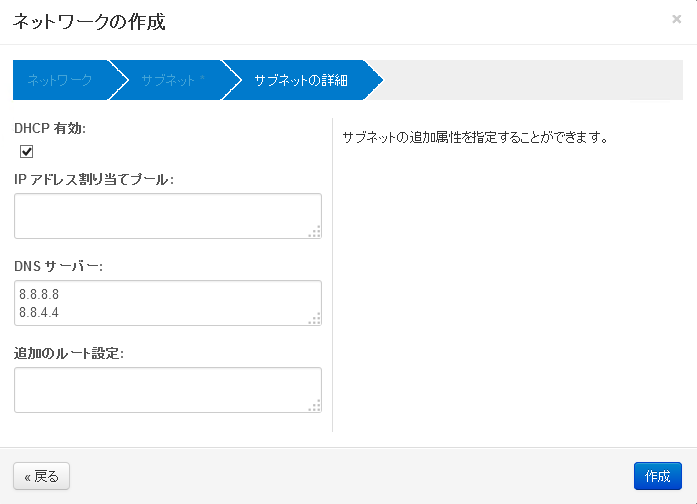 ネットワークの作成
×
ネットワーク
サブネット *
サブネットの詳細
DHCP 有効:
IP アドレス割り当てプール:
DNS サーバー:
8.8.8.8
8.8.4.4
追加のルート設定:
サブネットの追加属性を指定することができます。
« 戻る
作成